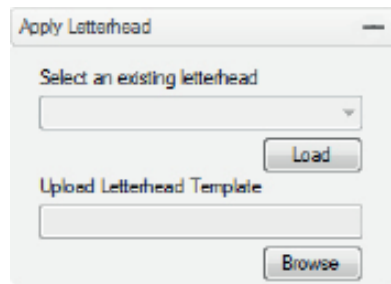 Apply Letterhead
Select an existing letterhead
Load
Upload Letterhead Template
Browse